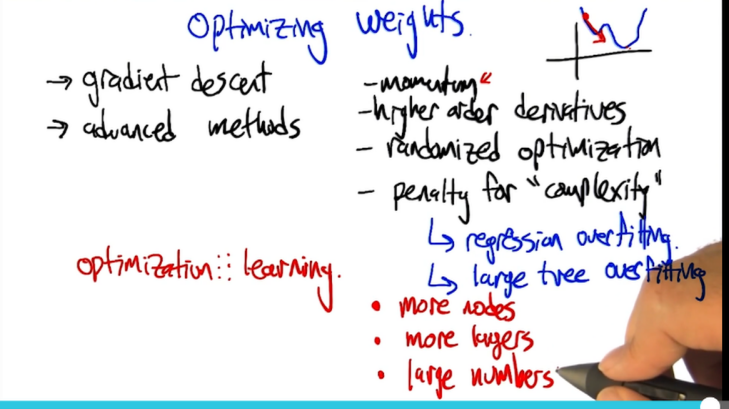 Optimizing weights.
→ gradient descent
→ advanced methods
- momentum
- higher order derivatives
- randomized optimization
- penalty for "complexity"
↳ regression overfitting.
↳ large tree overfitting
optimization :: learning.
• more nodes
• more layers
• large numbers